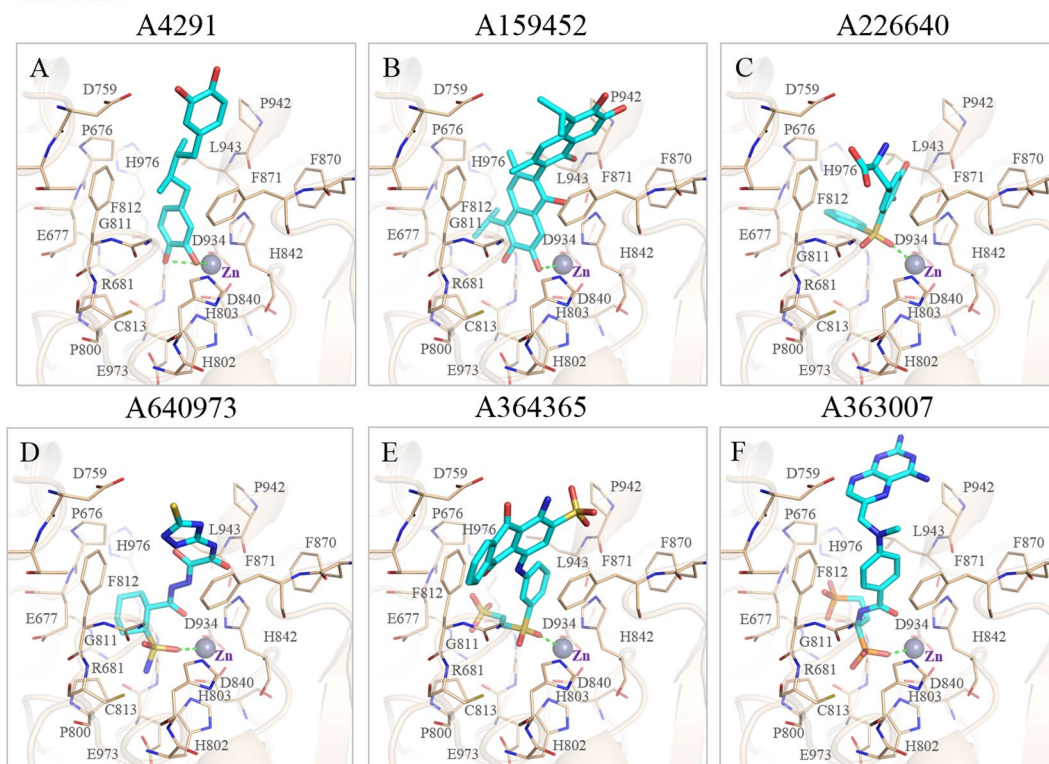 A4291
A159452
A226640
A
D759
P942
P676
H976
L943
F870
F871
F812
G811
D934
E677
H842
Zn
R681
D840
H803
C813
P800
H802
E973
B
D759
P942
P676
H976
L943
F870
F871
F812
G811
D934
E677
H842
Zn
R681
D840
H803
C813
P800
H802
E973
C
D759
P942
P676
H976
L943
F870
F871
F812
E677
G811
D934
H842
Zn
R681
D840
H803
C813
P800
H802
E973
A640973
A364365
A363007
D
D759
P942
P676
H976
L943
F870
F871
F812
E677
D934
G811
H842
Zn
R681
D840
H803
C813
P800
H802
E973
E
D759
P942
P676
H976
L943
F870
F871
F812
E677
D934
G811
H842
Zn
R681
D840
H803
C813
P800
H802
E973
F
D759
P942
P676
H976
L943
F870
F871
F812
E677
D934
G811
H842
Zn
R681
D840
H803
C813
P800
H802
E973